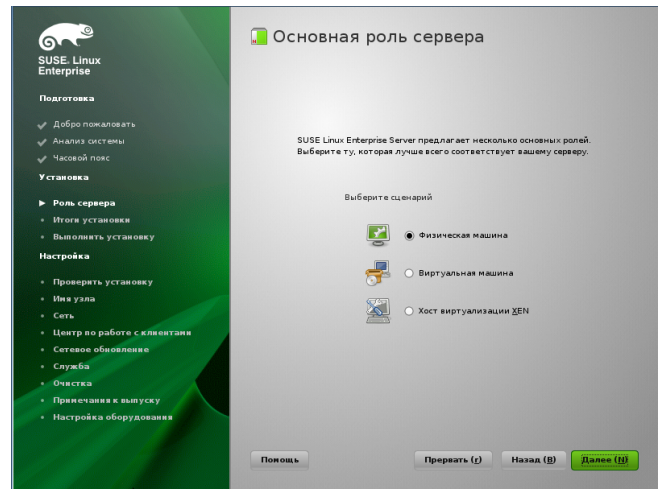 SUSE. Linux
Enterprise
Подготовка
Добро пожаловать
Анализ системы
Часовой пояс
Установка
Роль сервера
Итоги установки
Выполнить установку
Настройка
Проверить установку
Имя узла
Сеть
Центр по работе с клиентами
Сетевое обновление
Служба
Очистка
Примечания к выпуску
Настройка оборудования
Основная роль сервера
SUSE Linux Enterprise Server предлагает несколько основных ролей.
Выберите ту, которая лучше всего соответствует вашему серверу.
Выберите сценарий
Физическая машина
Виртуальная машина
Хост виртуализации XEN
Помощь
Прервать (r)
Назад (B)
Далее (N)